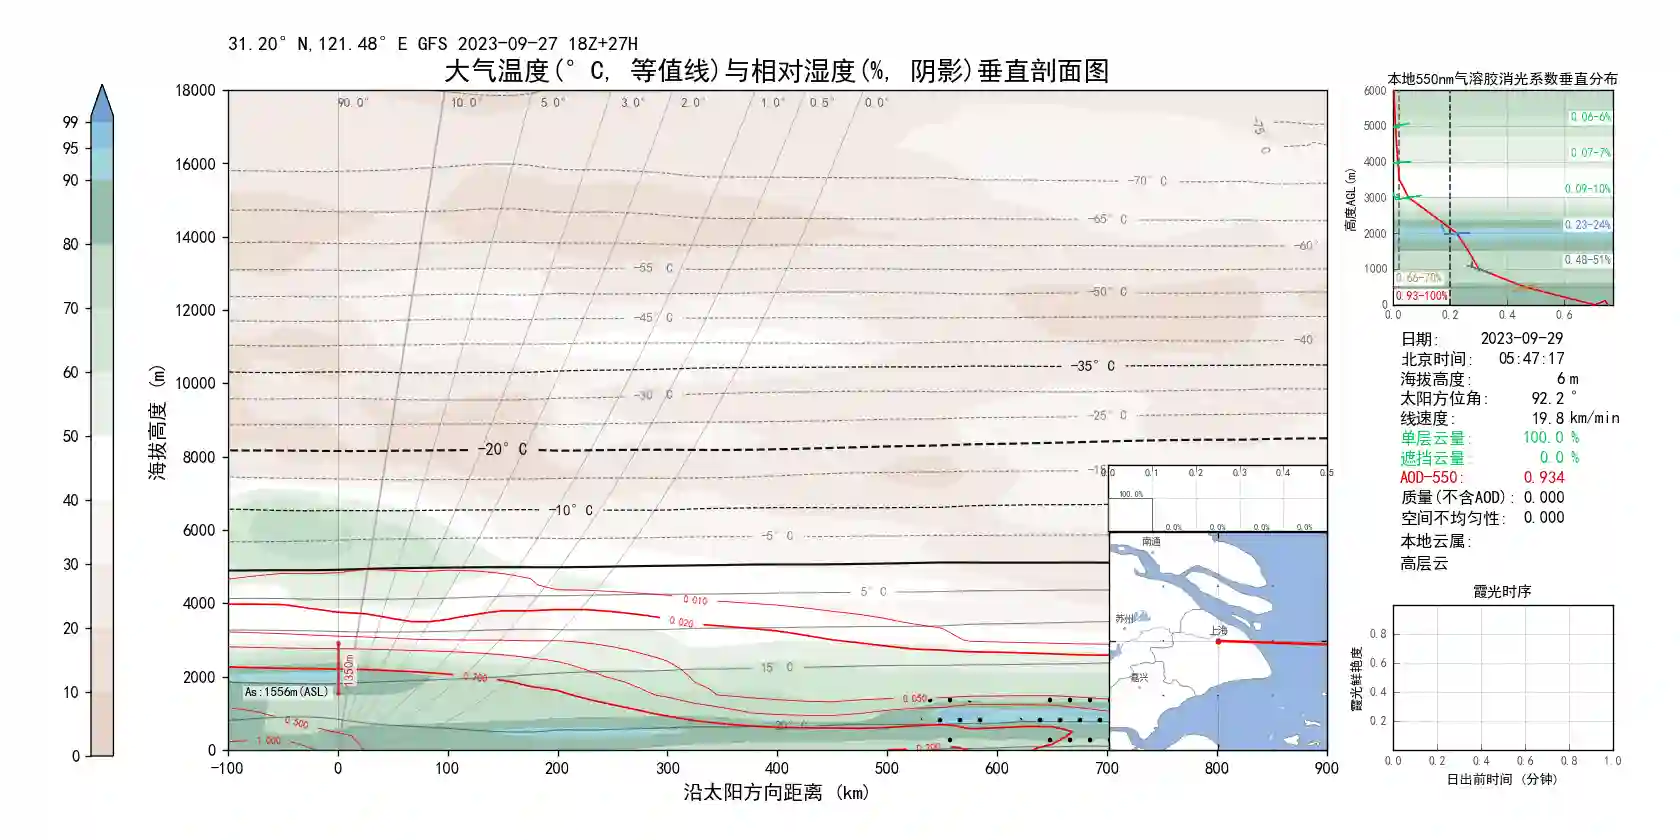 31.20° N,121.48° E GFS 2023-09-27 18Z+27H
大气温度(° C, 等值线)与相对湿度(%, 阴影)垂直剖面图
99
95
90
80
70
60
50
40
30
20
10
0
海拔高度 (m)
18000
16000
14000
12000
10000
8000
6000
4000
2000
0
90.0° 10.0° 5.0° 3.0° 2.0° 1.0° 0.5° 0.0°
-75
-70° C
-65° C
-60°
-55 C
-50° C
-45° C
-40
-35° C
-30 C
-25° C
-20° C
-10° C
-5° C
5° C
15 C
20° C
0.010
0.020
0.050
0.500
1.000
1350m
As:1556m(ASL)
-100 0 100 200 300 400 500 600 700 800 900
沿太阳方向距离 (km)
0.0 0.1 0.2 0.3 0.4 0.5
100.0%
0.0% 0.0% 0.0% 0.0%
南通
苏州
上海
嘉兴
本地550nm气溶胶消光系数垂直分布
高度AGL(m)
6000
5000
4000
3000
2000
1000
0
0.06-6%
0.07-7%
0.09-10%
0.23-24%
0.48-51%
0.66-70%
0.93-100%
0.0 0.2 0.4 0.6
日期: 2023-09-29
北京时间: 05:47:17
海拔高度: 6 m
太阳方位角: 92.2 °
线速度: 19.8 km/min
单层云量: 100.0 %
遮挡云量: 0.0 %
AOD-550: 0.934
质量(不含AOD): 0.000
空间不均匀性: 0.000
本地云属:
高层云
霞光时序
霞光鲜艳度
0.8
0.6
0.4
0.2
0.0 0.2 0.4 0.6 0.8 1.0
日出前时间 (分钟)